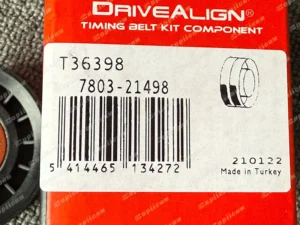 DRIVEALIGN®
TIMING BELT KIT COMPONENT
T36398
7803-21498
210122
5 414465 134272
Made in Turkey